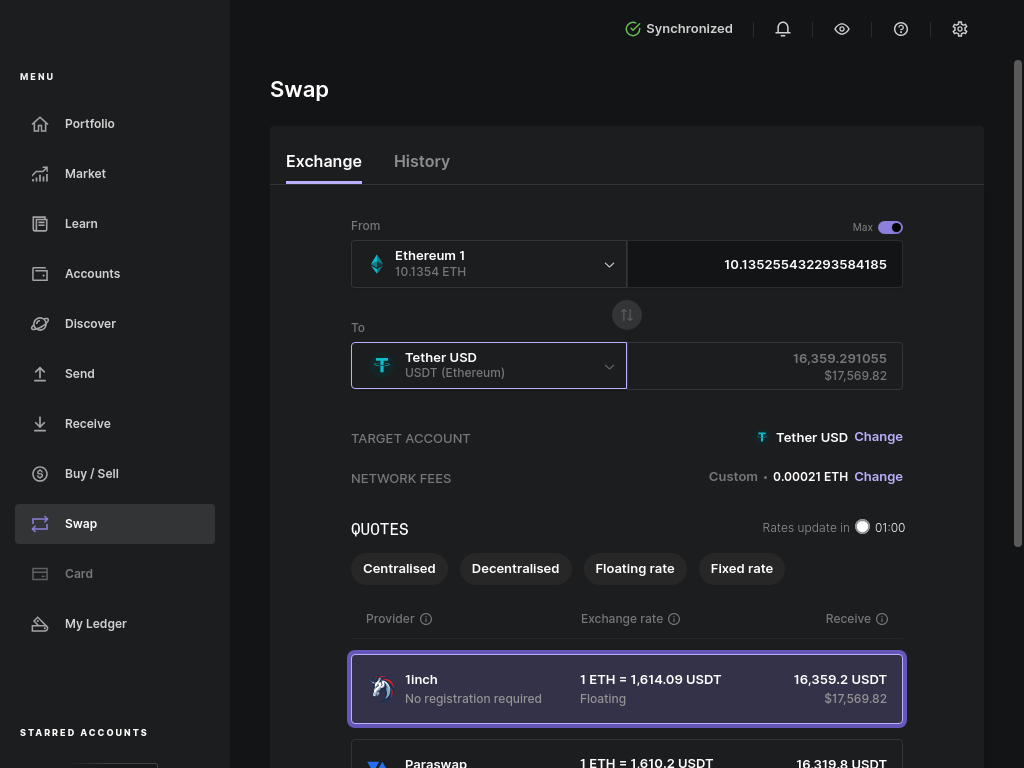 Synchronized
MENU
Portfolio
Market
Learn
Accounts
Discover
Send
Receive
Buy / Sell
Swap
Card
My Ledger
STARRED ACCOUNTS
Swap
Exchange
History
From
Max
Ethereum 1
10.1354 ETH
10.135255432293584185
To
Tether USD
USDT (Ethereum)
16,359.291055
$17,569.82
TARGET ACCOUNT
Tether USD Change
NETWORK FEES
Custom • 0.00021 ETH Change
QUOTES
Rates update in 01:00
Centralised
Decentralised
Floating rate
Fixed rate
Provider
Exchange rate
Receive
1inch
No registration required
1 ETH = 1,614.09 USDT
Floating
16,359.2 USDT
$17,569.82
Paraswap
1 ETH = 1,610.2 USDT
16,319.8 USDT